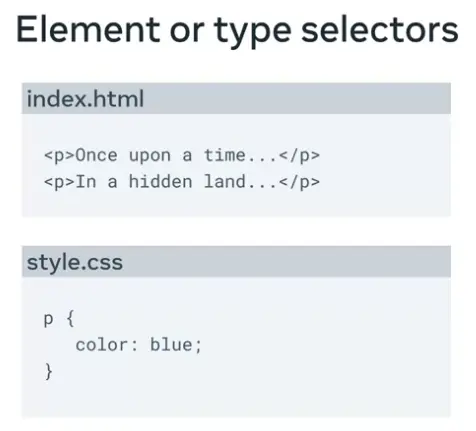 Element or type selectors
index.html
<p>Once upon a time...</p>
<p>In a hidden land...</p>
style.css
p {
color: blue;
}